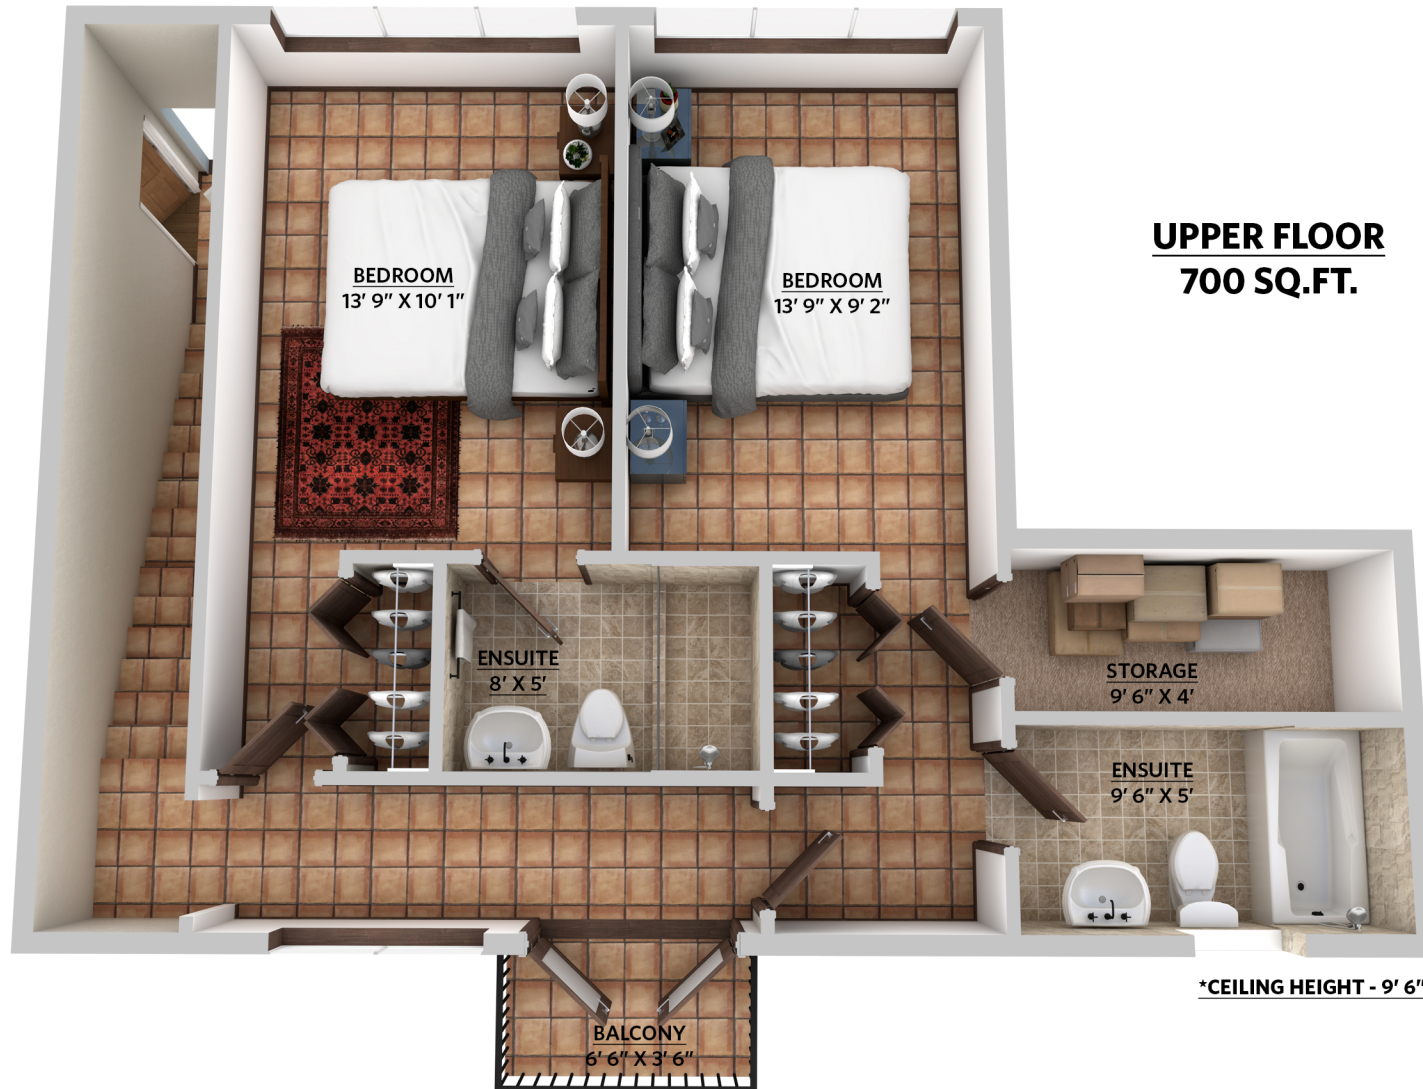 UPPER FLOOR
700 SQ.FT.
BEDROOM
13' 9" X 10' 1"
BEDROOM
13' 9" X 9' 2"
ENSUITE
8' X 5'
STORAGE
9' 6" X 4'
ENSUITE
9' 6" X 5'
*CEILING HEIGHT - 9' 6"
BALCONY
6' 6" X 3' 6"